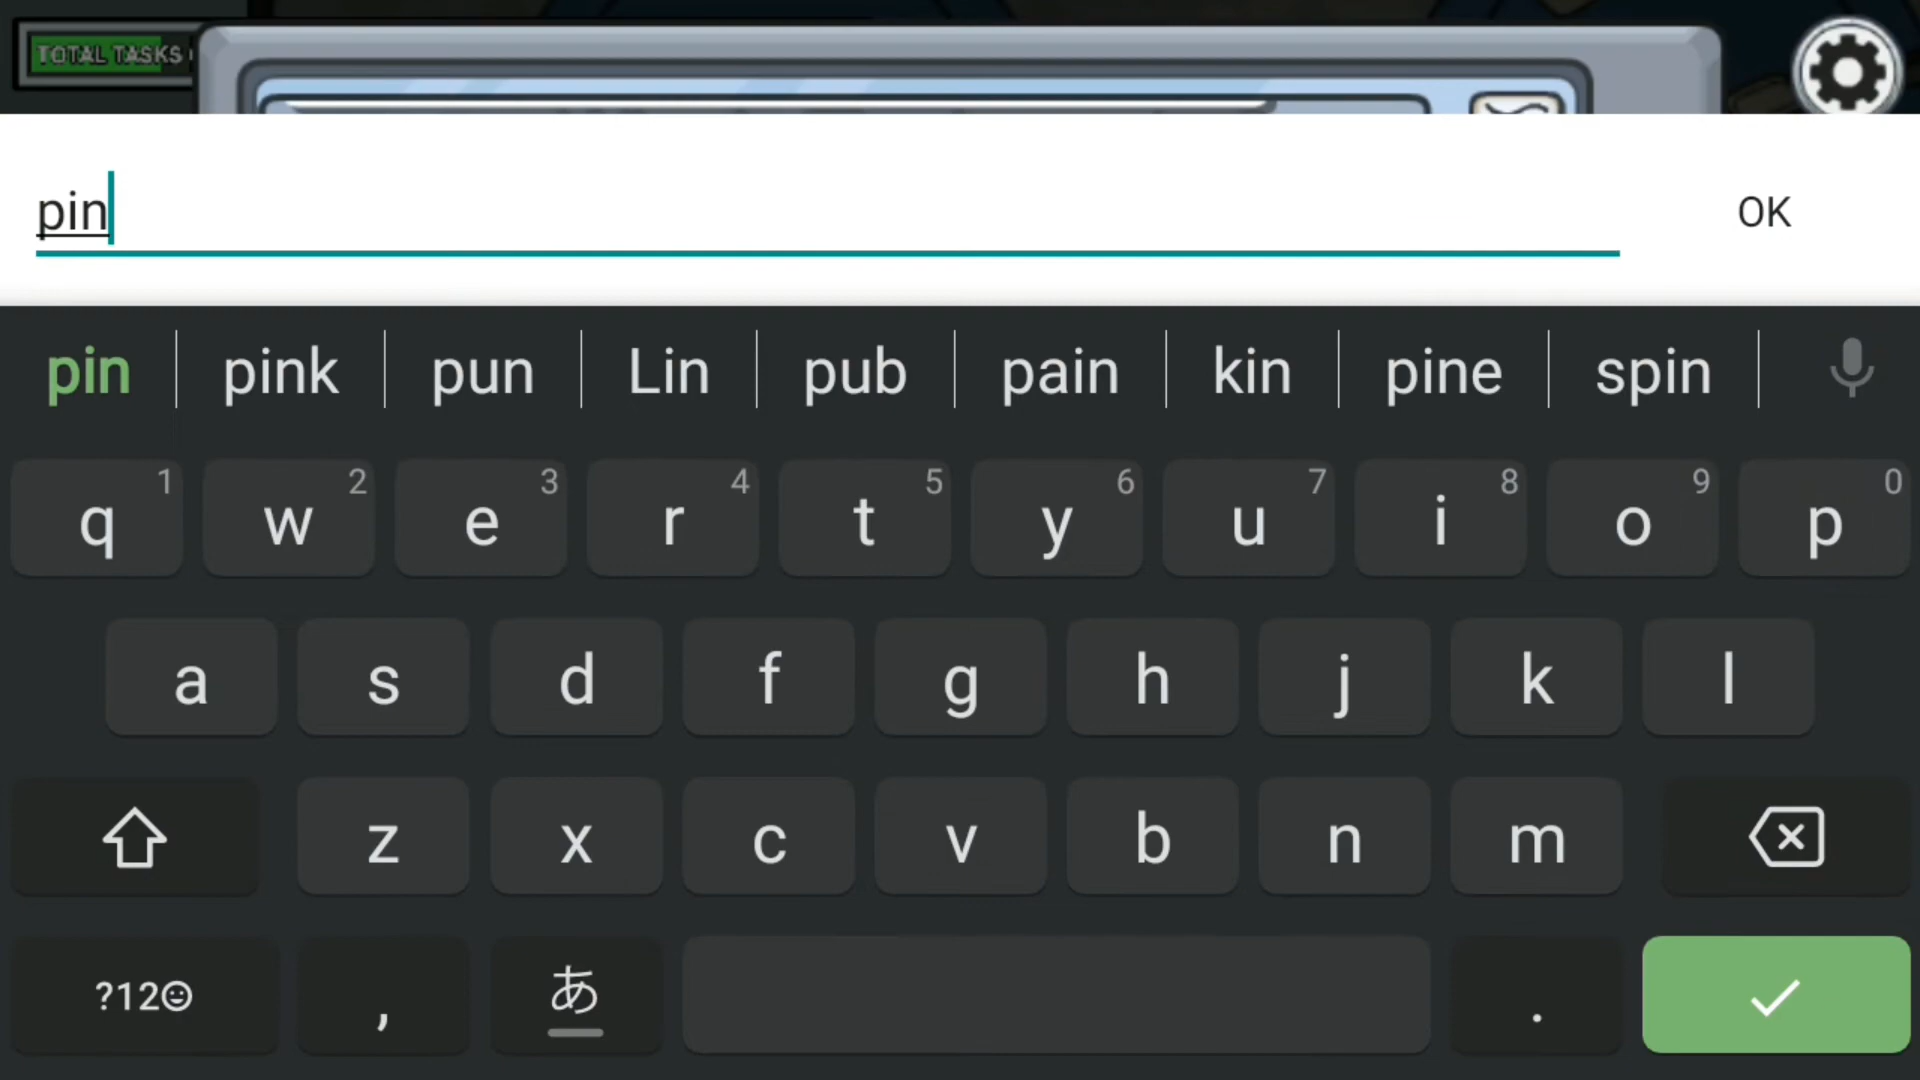 TOTAL TASKS
pin
OK
pin pink pun Lin pub pain kin pine spin
q 1 w 2 e 3 r 4 t 5 y 6 u 7 i 8 o 9 p 0
a s d f g h j k l
z x c v b n m
?12☺ , あ .